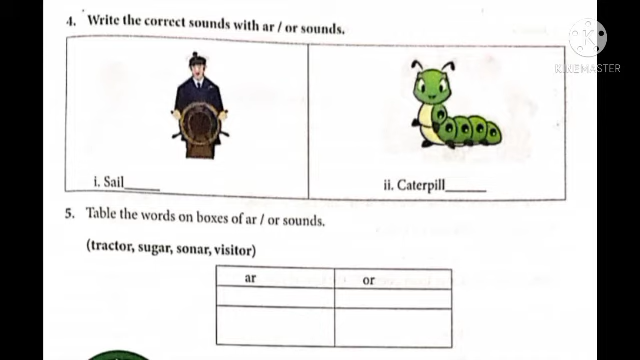 4. Write the correct sounds with ar / or sounds.
KINEMASTER
i. Sail_____
ii. Caterpill_____
5. Table the words on boxes of ar / or sounds.
(tractor, sugar, sonar, visitor)
ar or